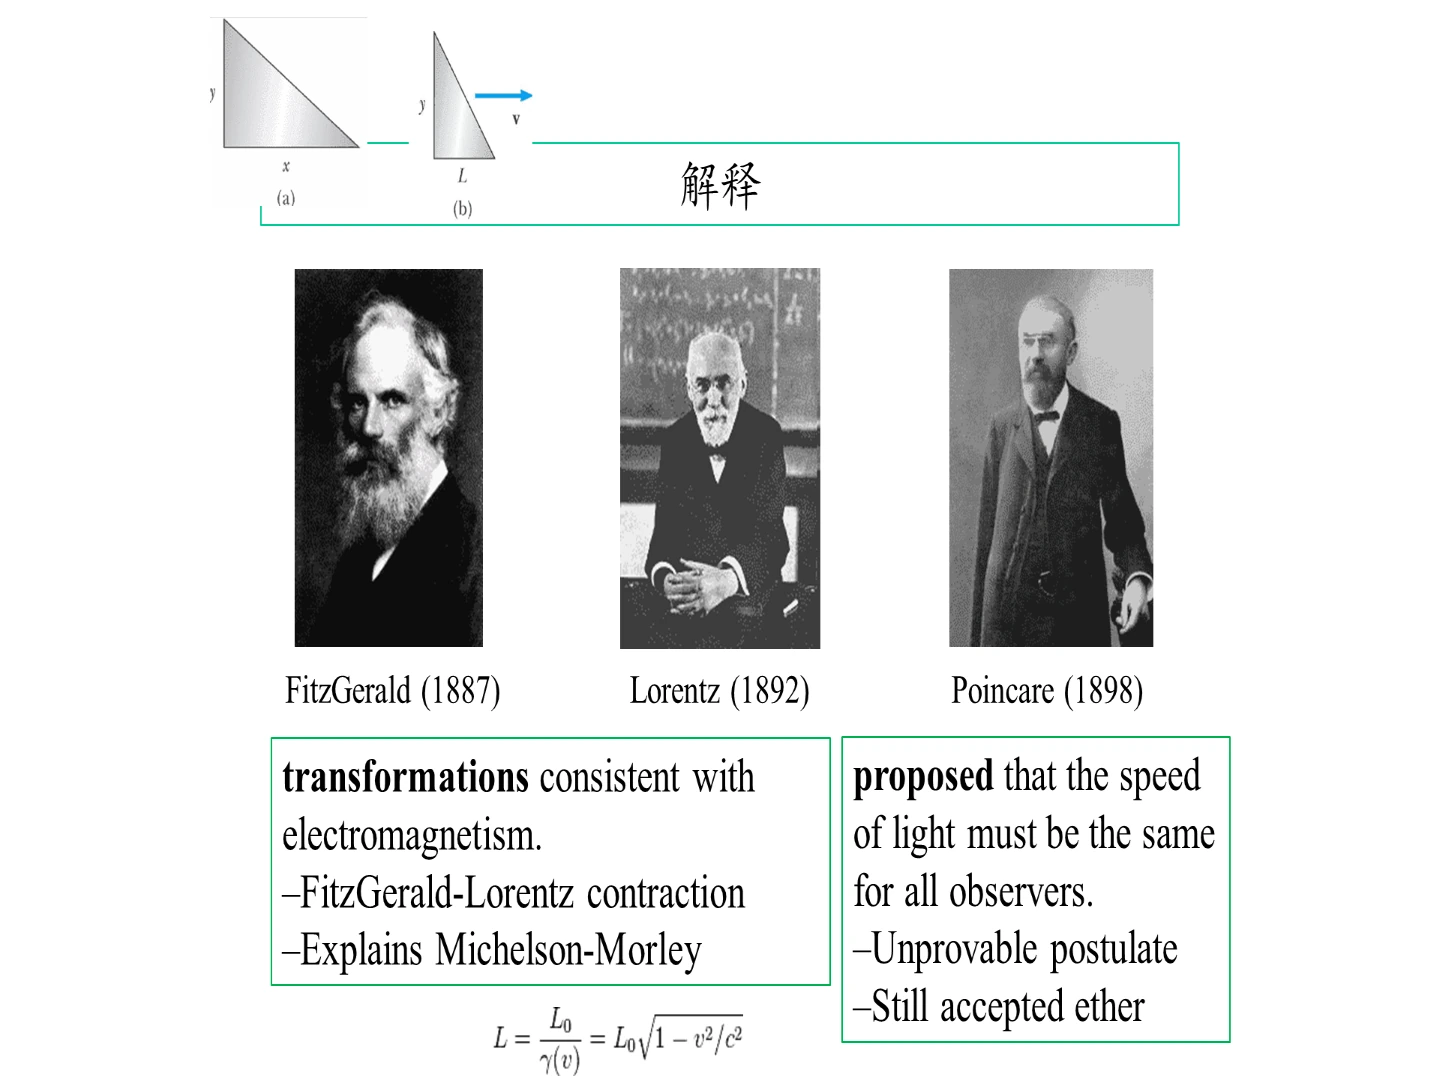 y
x
(a)
y
v
L
(b)
解释
FitzGerald (1887)
Lorentz (1892)
Poincare (1898)
transformations consistent with
electromagnetism.
–FitzGerald-Lorentz contraction
–Explains Michelson-Morley
proposed that the speed
of light must be the same
for all observers.
–Unprovable postulate
–Still accepted ether
L = L₀/γ(v) = L₀√(1 – v²/c²)